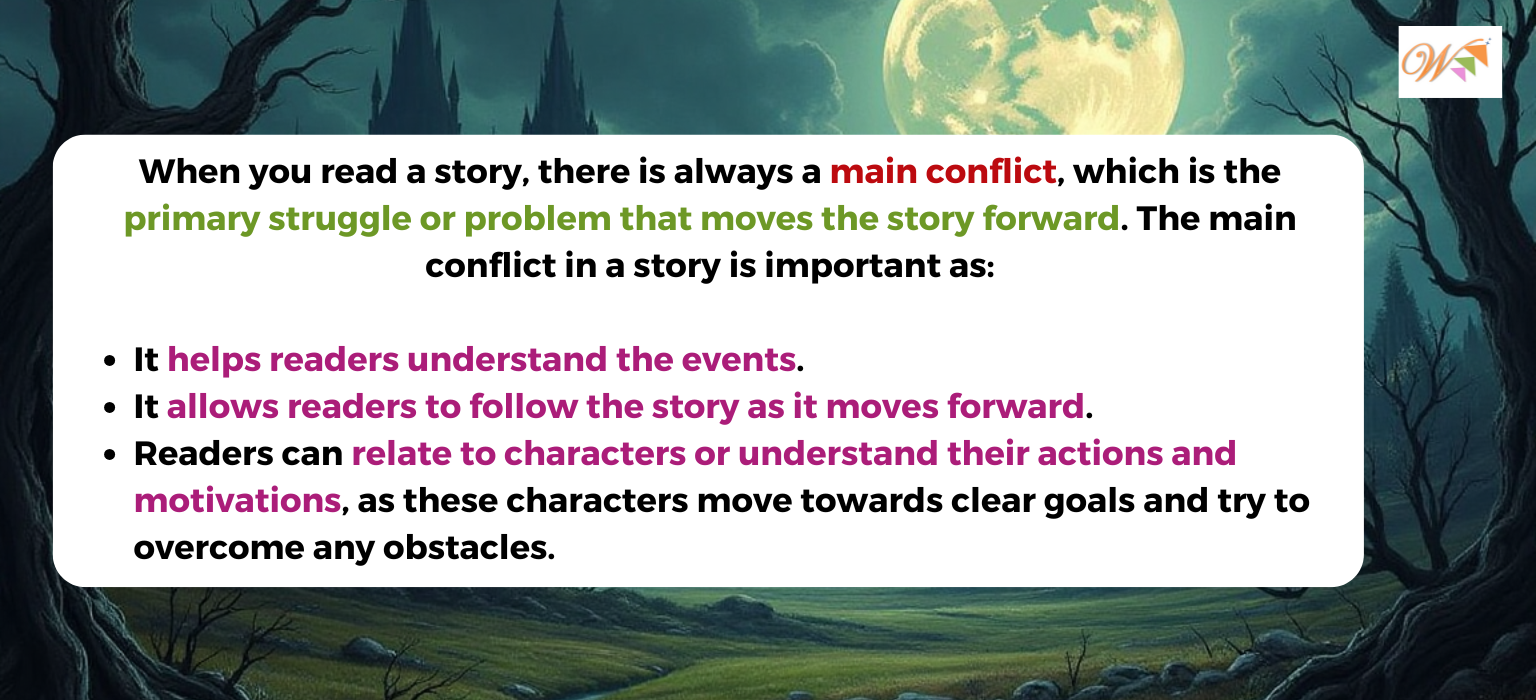 W
When you read a story, there is always a main conflict, which is the
primary struggle or problem that moves the story forward. The main
conflict in a story is important as:
• It helps readers understand the events.
• It allows readers to follow the story as it moves forward.
• Readers can relate to characters or understand their actions and
motivations, as these characters move towards clear goals and try to
overcome any obstacles.